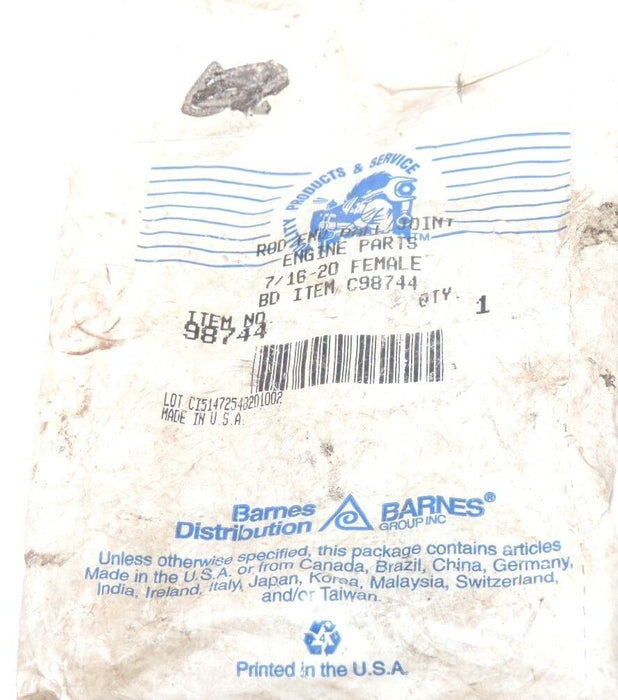 QUALITY PRODUCTS & SERVICE
TM
ROD END BALL JOINT
ENGINE PARTS
7/16-20 FEMALE
BD ITEM C98744
QTY. 1
ITEM NO.
98744
LOT CI51472540201002
MADE IN U.S.A.
Barnes
Distribution
BARNES®
GROUP INC
Unless otherwise specified, this package contains articles
Made in the U.S.A. or from Canada, Brazil, China, Germany,
India, Ireland, Italy, Japan, Korea, Malaysia, Switzerland,
and/or Taiwan.
4
Printed in the U.S.A.